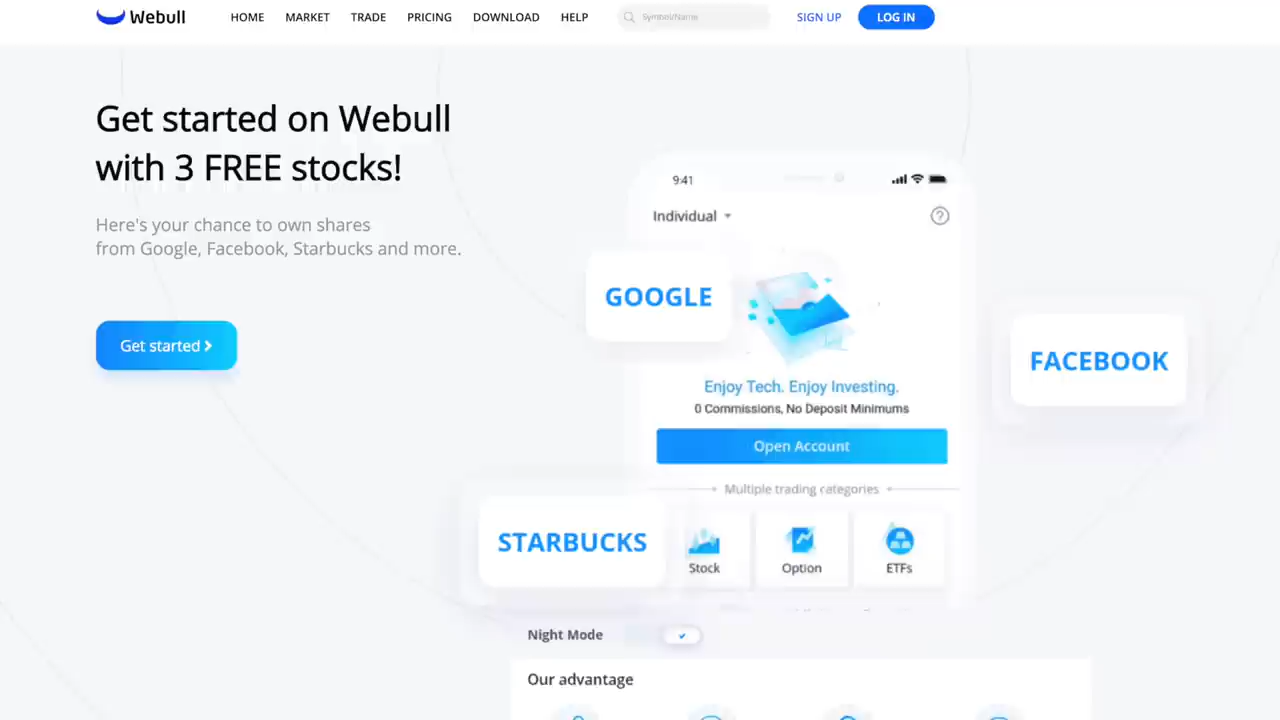 Webull
HOME
MARKET
TRADE
PRICING
DOWNLOAD
HELP
Symbol/Name
SIGN UP
LOG IN
Get started on Webull
with 3 FREE stocks!
Here's your chance to own shares
from Google, Facebook, Starbucks and more.
Get started
9:41
Individual
?
GOOGLE
FACEBOOK
Enjoy Tech. Enjoy Investing.
0 Commissions, No Deposit Minimums
Open Account
Multiple trading categories
STARBUCKS
Stock
Option
ETFs
Night Mode
Our advantage